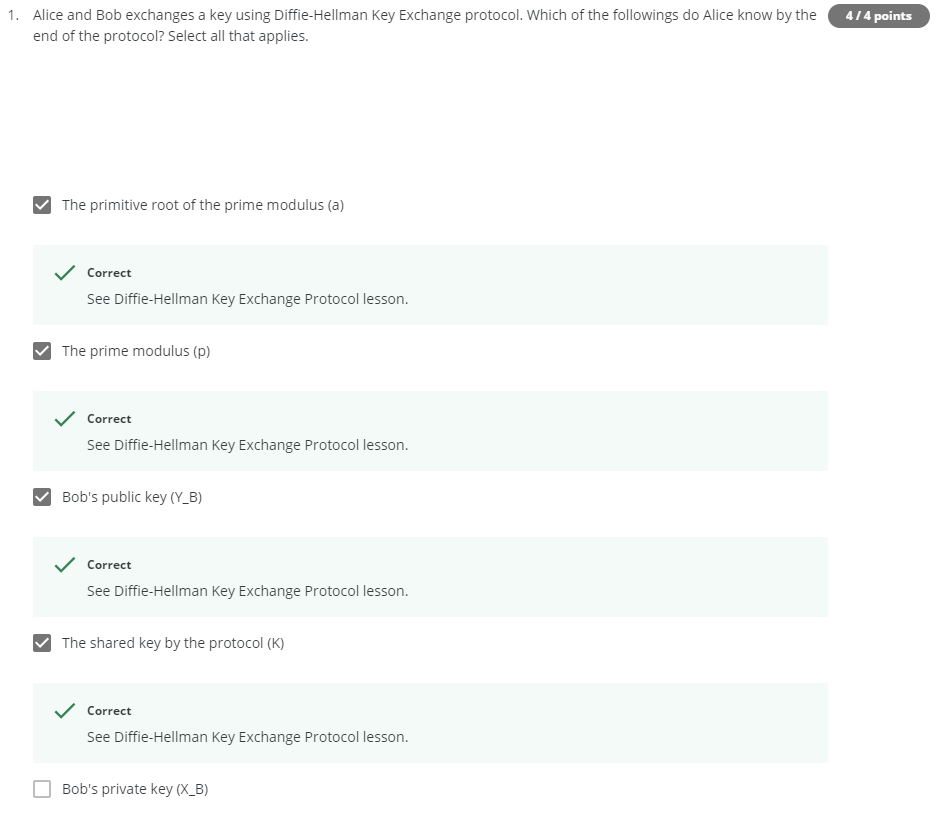 1. Alice and Bob exchanges a key using Diffie-Hellman Key Exchange protocol. Which of the followings do Alice know by the
end of the protocol? Select all that applies.
4 / 4 points
The primitive root of the prime modulus (a)
Correct
See Diffie-Hellman Key Exchange Protocol lesson.
The prime modulus (p)
Correct
See Diffie-Hellman Key Exchange Protocol lesson.
Bob's public key (Y_B)
Correct
See Diffie-Hellman Key Exchange Protocol lesson.
The shared key by the protocol (K)
Correct
See Diffie-Hellman Key Exchange Protocol lesson.
Bob's private key (X_B)